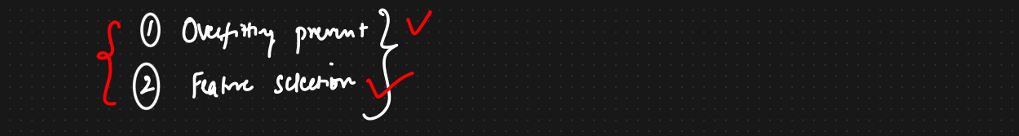 ① Overfitting prevent
② Feature selection